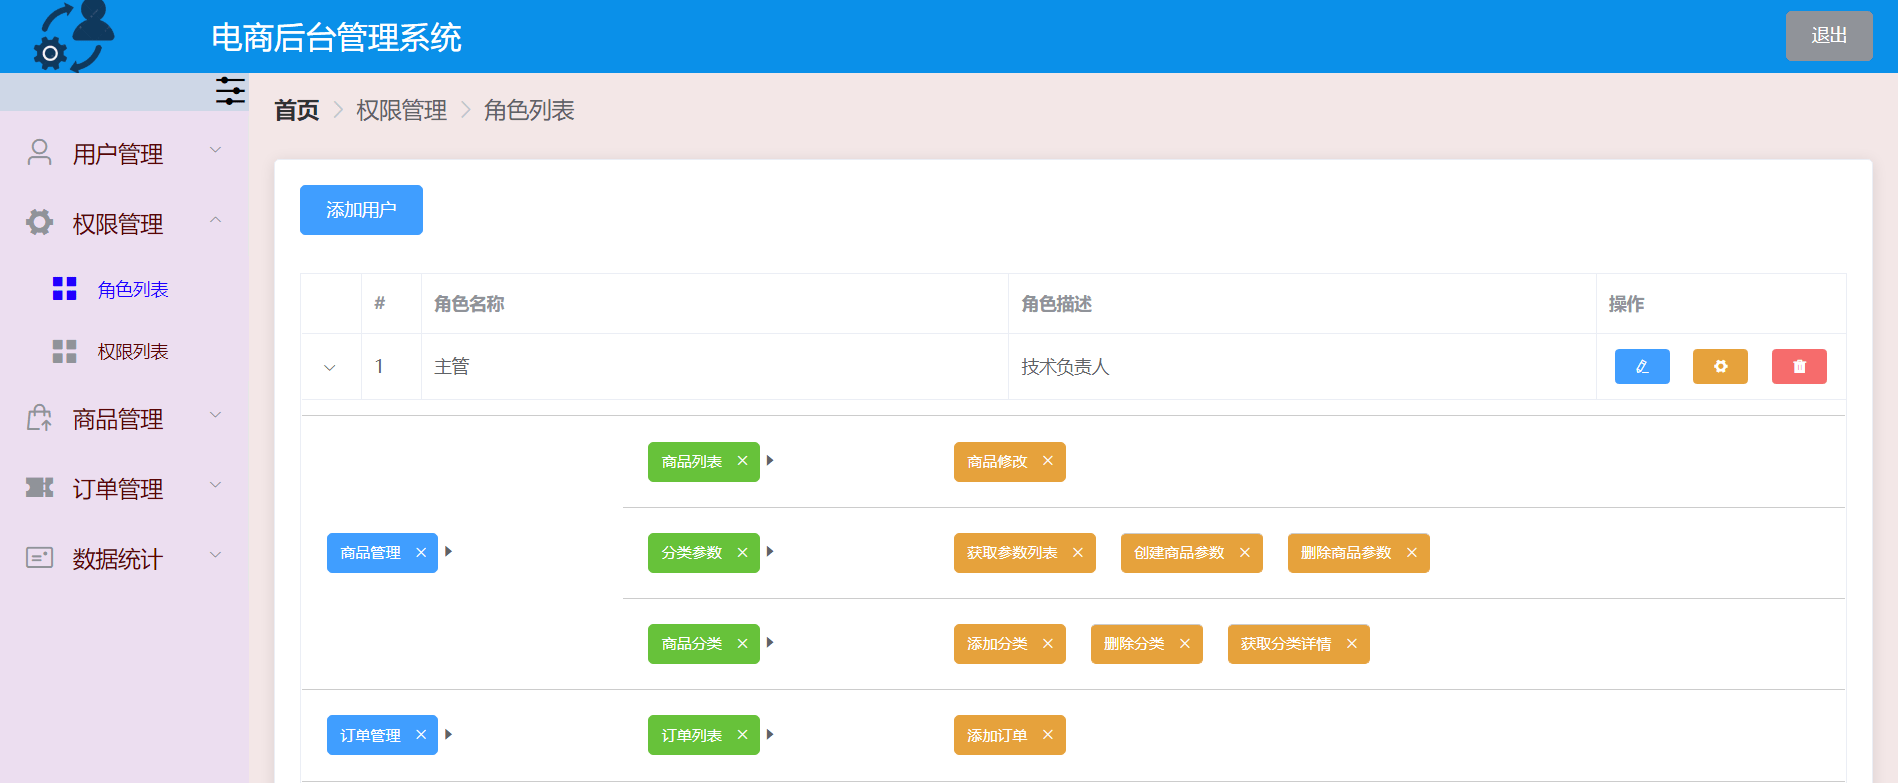 电商后台管理系统
退出
首页 权限管理 角色列表
用户管理
权限管理
角色列表
权限列表
商品管理
订单管理
数据统计
添加用户
# 角色名称 角色描述 操作
1 主管 技术负责人
商品列表 商品修改
商品管理 分类参数 获取参数列表 创建商品参数 删除商品参数
商品分类 添加分类 删除分类 获取分类详情
订单管理 订单列表 添加订单